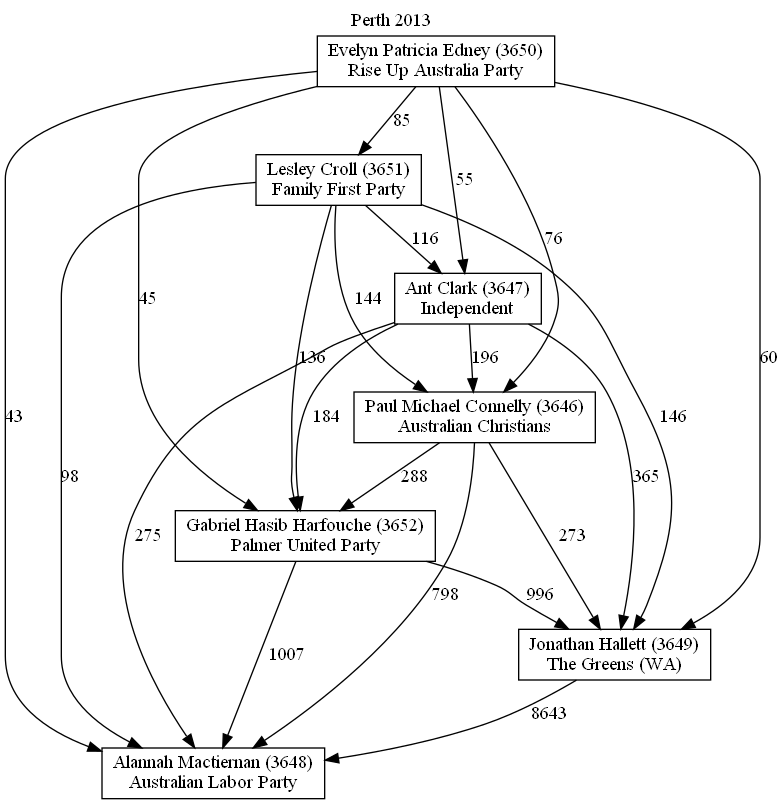 Perth 2013
Evelyn Patricia Edney (3650)
Rise Up Australia Party
85
Lesley Croll (3651)
Family First Party
55
116
76
Ant Clark (3647)
Independent
45
144
136
196
60
Paul Michael Connelly (3646)
Australian Christians
43
98
184
288
365
146
Gabriel Hasib Harfouche (3652)
Palmer United Party
275
273
798
996
Jonathan Hallett (3649)
The Greens (WA)
1007
8643
Alannah Mactiernan (3648)
Australian Labor Party